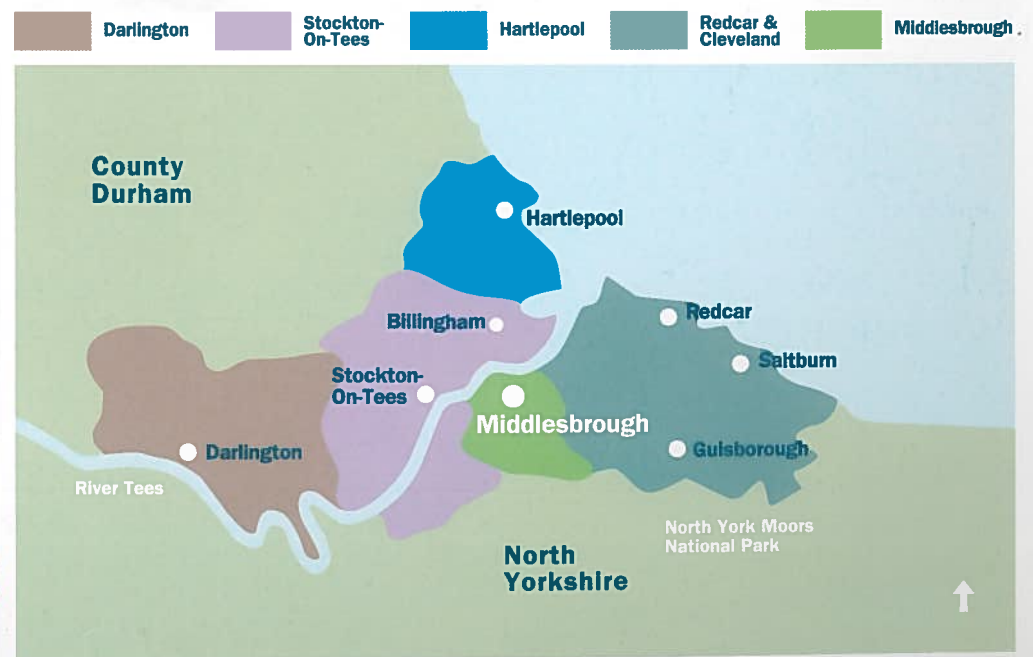 Darlington
Stockton-
On-Tees
Hartlepool
Redcar &
Cleveland
Middlesbrough
County
Durham
Hartlepool
Billingham
Redcar
Saltburn
Stockton-
On-Tees
Middlesbrough
Darlington
Guisborough
River Tees
North York Moors
National Park
North
Yorkshire